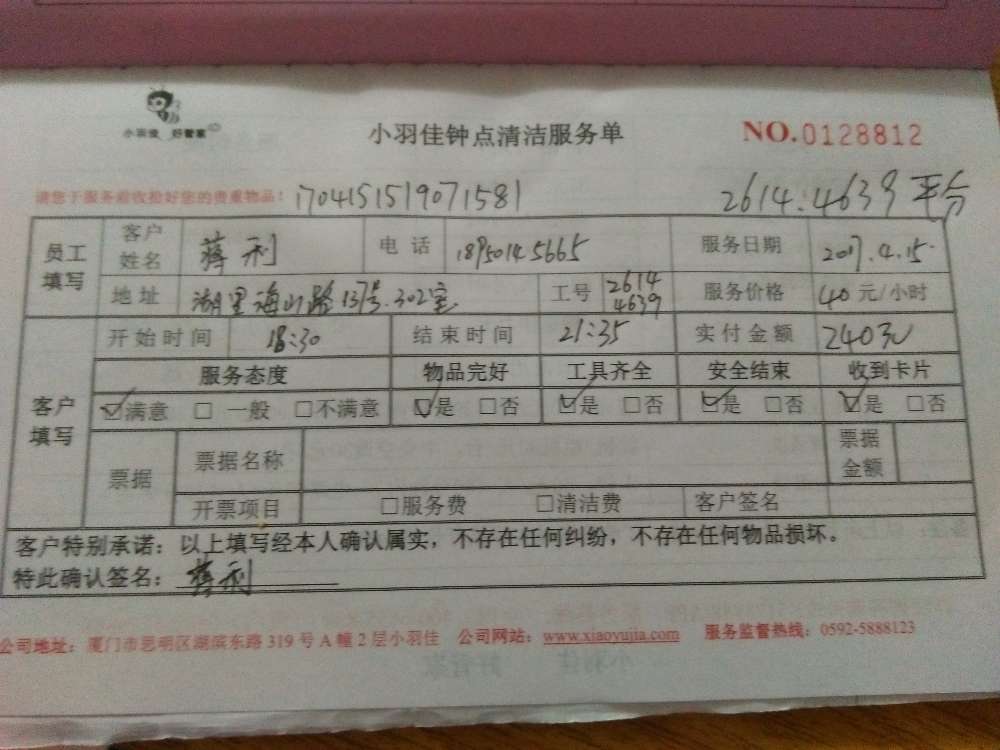 小羽佳 好管家
小羽佳钟点清洁服务单
NO.0128812
请您于服务前收捡好您的贵重物品！
1704151519071581
2614:4639 平分
员工填写 客户姓名 蒋利 电话 18950145665 服务日期 2017.4.15
地址 湖里海山路137号.302室 工号 2614 4639 服务价格 40元/小时
客户填写 开始时间 18:30 结束时间 21:35 实付金额 240元
服务态度 物品完好 工具齐全 安全结束 收到卡片
☑满意 □一般 □不满意 ☑是 □否 ☑是 □否 ☑是 □否 ☑是 □否
票据 票据名称 票据金额
开票项目 □服务费 □清洁费 客户签名
客户特别承诺：以上填写经本人确认属实，不存在任何纠纷，不存在任何物品损坏。
特此确认签名：蒋利
公司地址：厦门市思明区湖滨东路319号A幢2层小羽佳 公司网站：www.xiaoyujia.com 服务监督热线：0592-5888123